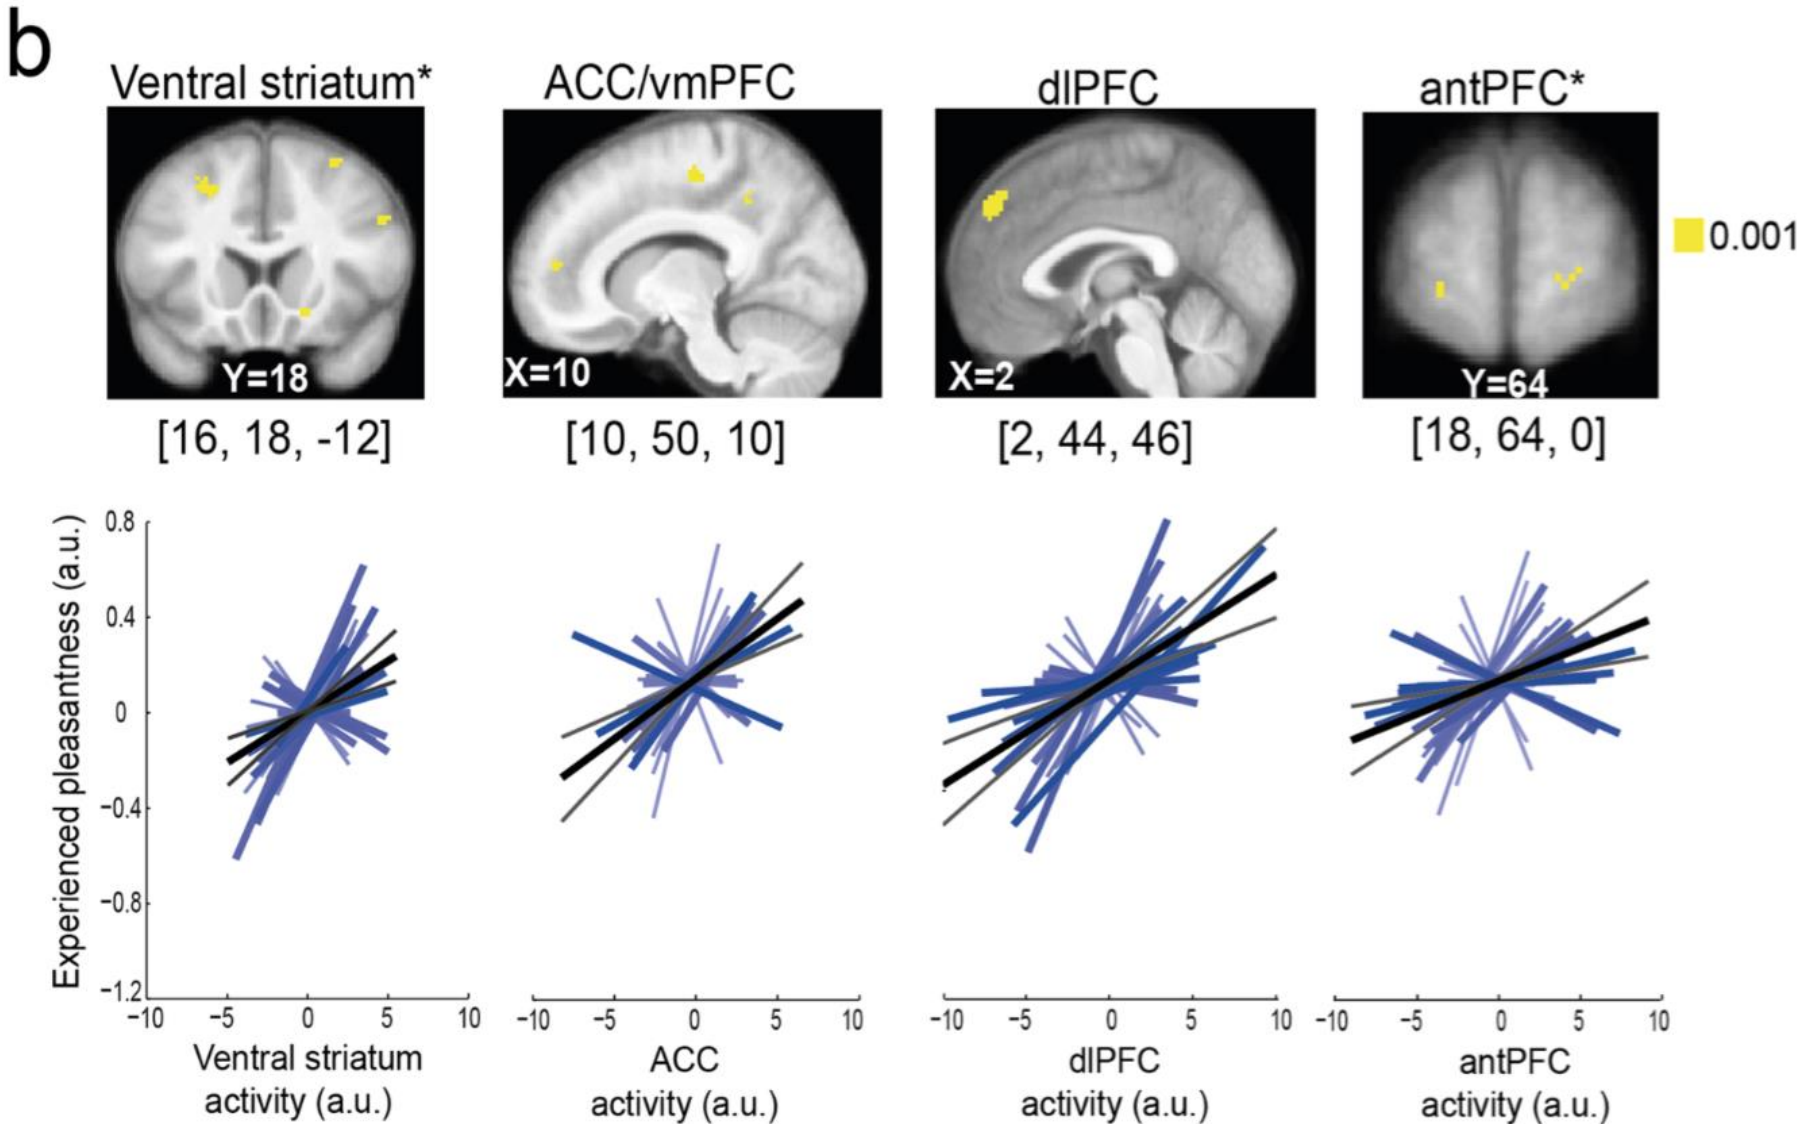 b
Ventral striatum*
ACC/vmPFC
dlPFC
antPFC*
Y=18
X=10
X=2
Y=64
0.001
[16, 18, -12]
[10, 50, 10]
[2, 44, 46]
[18, 64, 0]
Experienced pleasantness (a.u.)
0.8
0.4
0
−0.4
−0.8
−1.2
−10 −5 0 5 10
−10 −5 0 5 10
−10 −5 0 5 10
−10 −5 0 5 10
Ventral striatum
activity (a.u.)
ACC
activity (a.u.)
dlPFC
activity (a.u.)
antPFC
activity (a.u.)